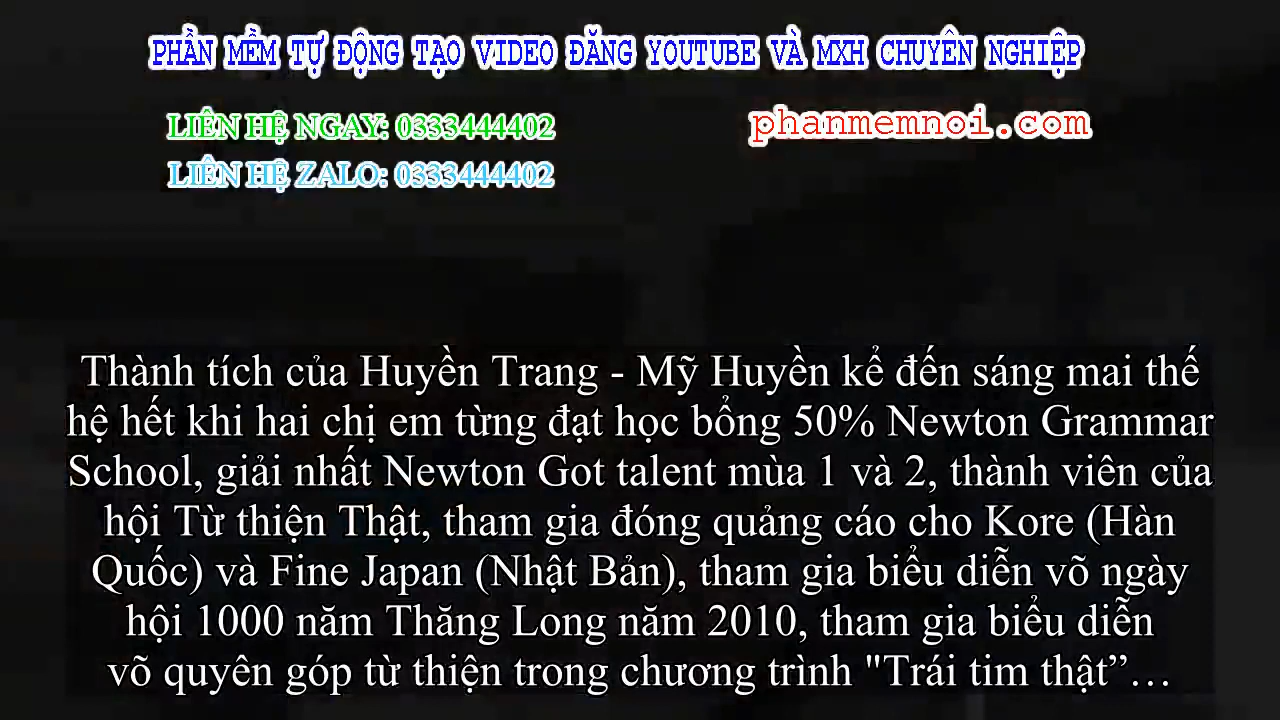 PHẦN MỀM TỰ ĐỘNG TẠO VIDEO ĐĂNG YOUTUBE VÀ MXH CHUYÊN NGHIỆP
LIÊN HỆ NGAY: 0333444402
phanmemnoi.com
LIÊN HỆ ZALO: 0333444402
Thành tích của Huyền Trang - Mỹ Huyền kể đến sáng mai thế
hệ hết khi hai chị em từng đạt học bổng 50% Newton Grammar
School, giải nhất Newton Got talent mùa 1 và 2, thành viên của
hội Từ thiện Thật, tham gia đóng quảng cáo cho Kore (Hàn
Quốc) và Fine Japan (Nhật Bản), tham gia biểu diễn võ ngày
hội 1000 năm Thăng Long năm 2010, tham gia biểu diễn
võ quyên góp từ thiện trong chương trình "Trái tim thật”…